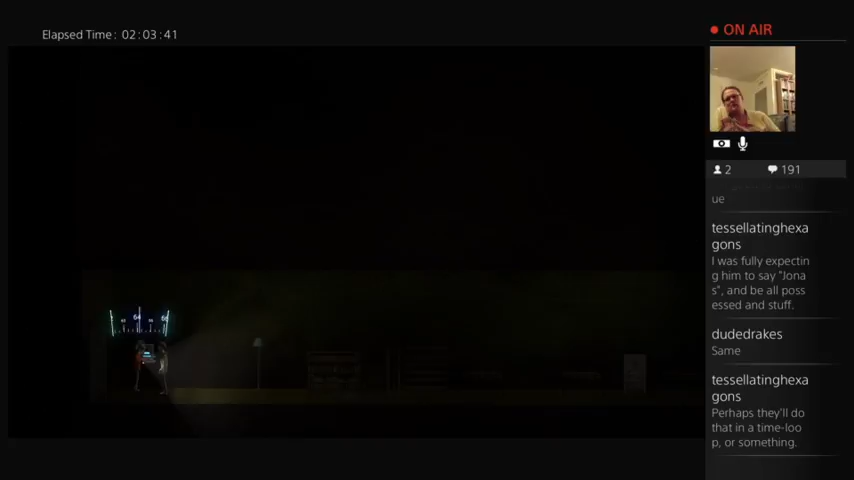 Elapsed Time: 02:03:41
ON AIR
2 191
ue
tessellatinghexa
gons
I was fully expectin
g him to say "Jona
s", and be all poss
essed and stuff.
dudedrakes
Same
tessellatinghexa
gons
Perhaps they'll do
that in a time-loo
p, or something.